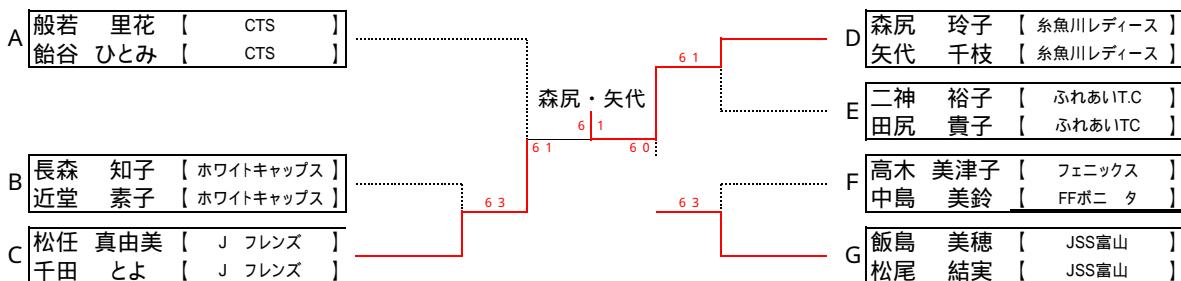 A 般若 里花 【 CTS 】
飴谷 ひとみ 【 CTS 】
B 長森 知子 【 ホワイトキャップス 】
近堂 素子 【 ホワイトキャップス 】
C 松任 真由美 【 J フレンズ 】
千田 とよ 【 J フレンズ 】
6 3
6 1
森尻・矢代
6 1
6 0
6 1
6 3
D 森尻 玲子 【 糸魚川レディース 】
矢代 千枝 【 糸魚川レディース 】
E 二神 裕子 【 ふれあいT.C 】
田尻 貴子 【 ふれあいTC 】
F 高木 美津子 【 フェニックス 】
中島 美鈴 【 FFボニ タ 】
G 飯島 美穂 【 JSS富山 】
松尾 結実 【 JSS富山 】